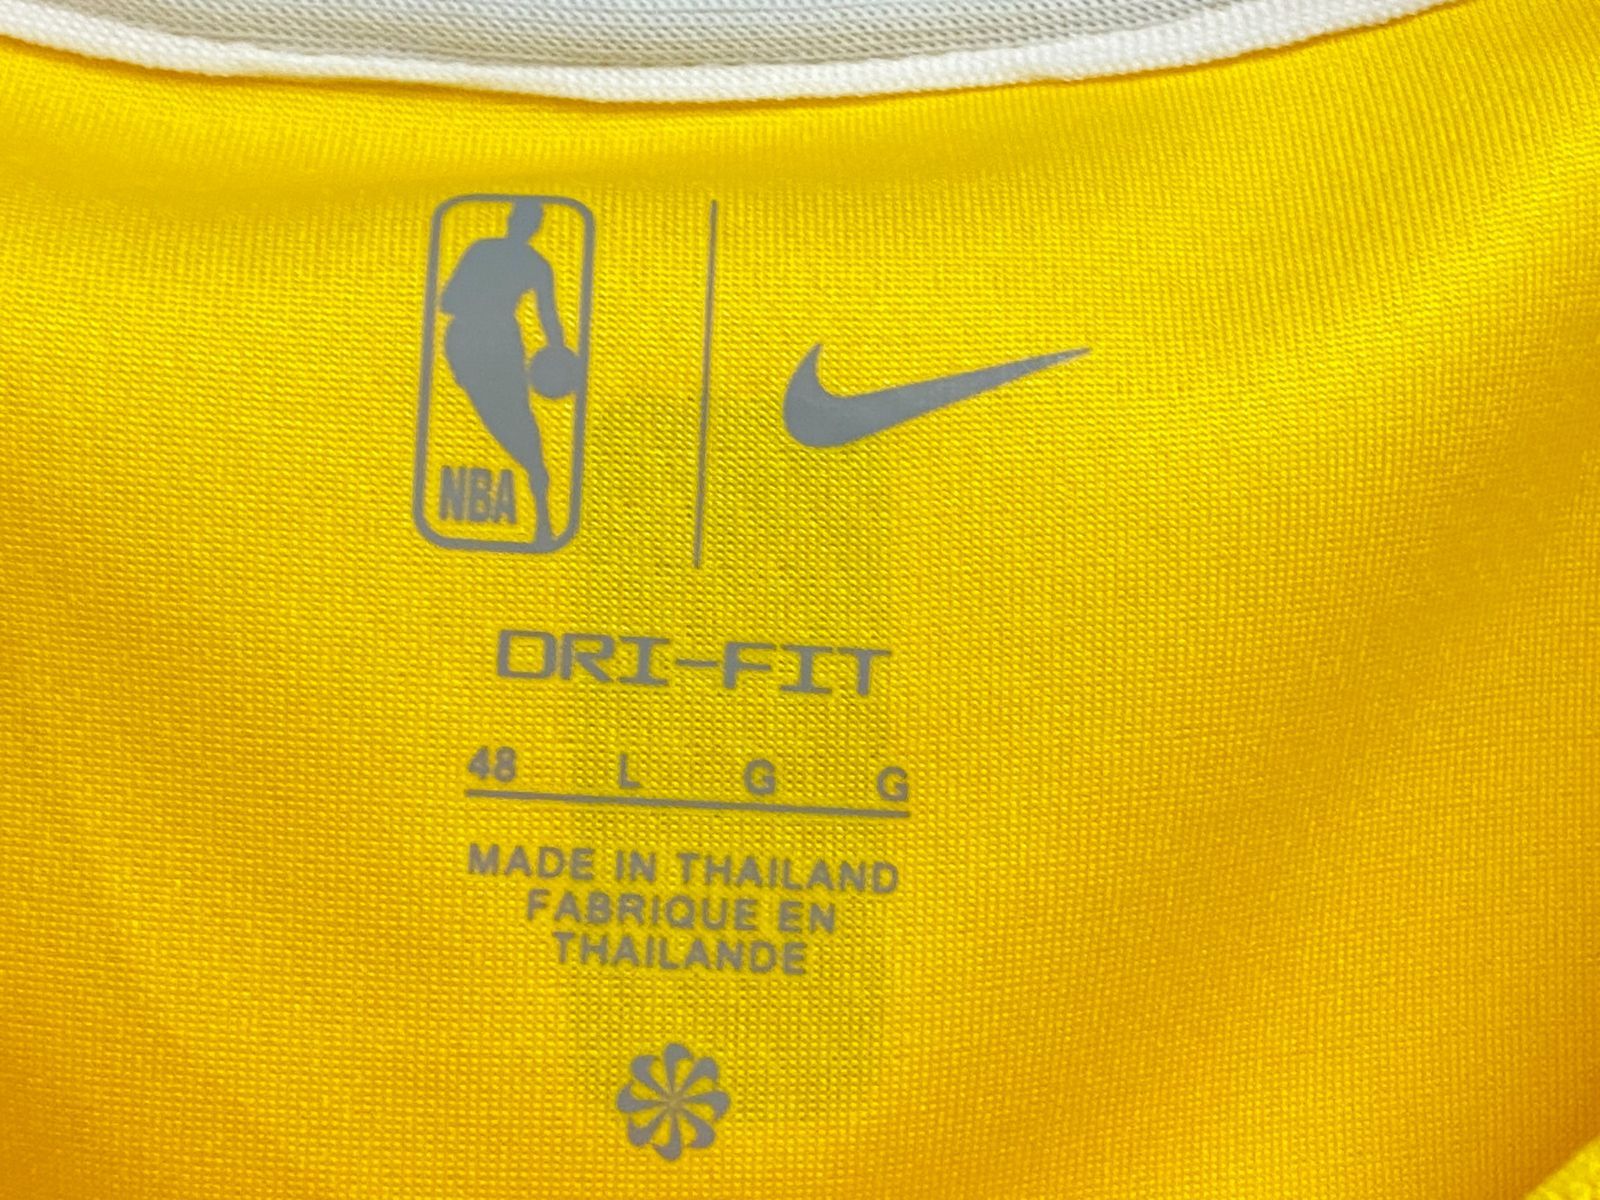 NBA
DRI-FIT
48 L G G
MADE IN THAILAND
FABRIQUE EN
THAILANDE